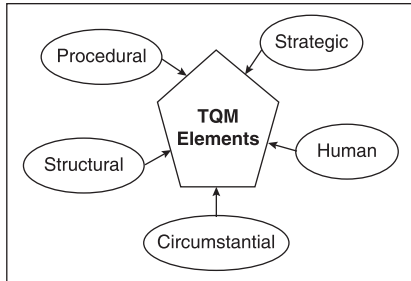 Procedural
Strategic
TQM
Elements
Structural
Human
Circumstantial